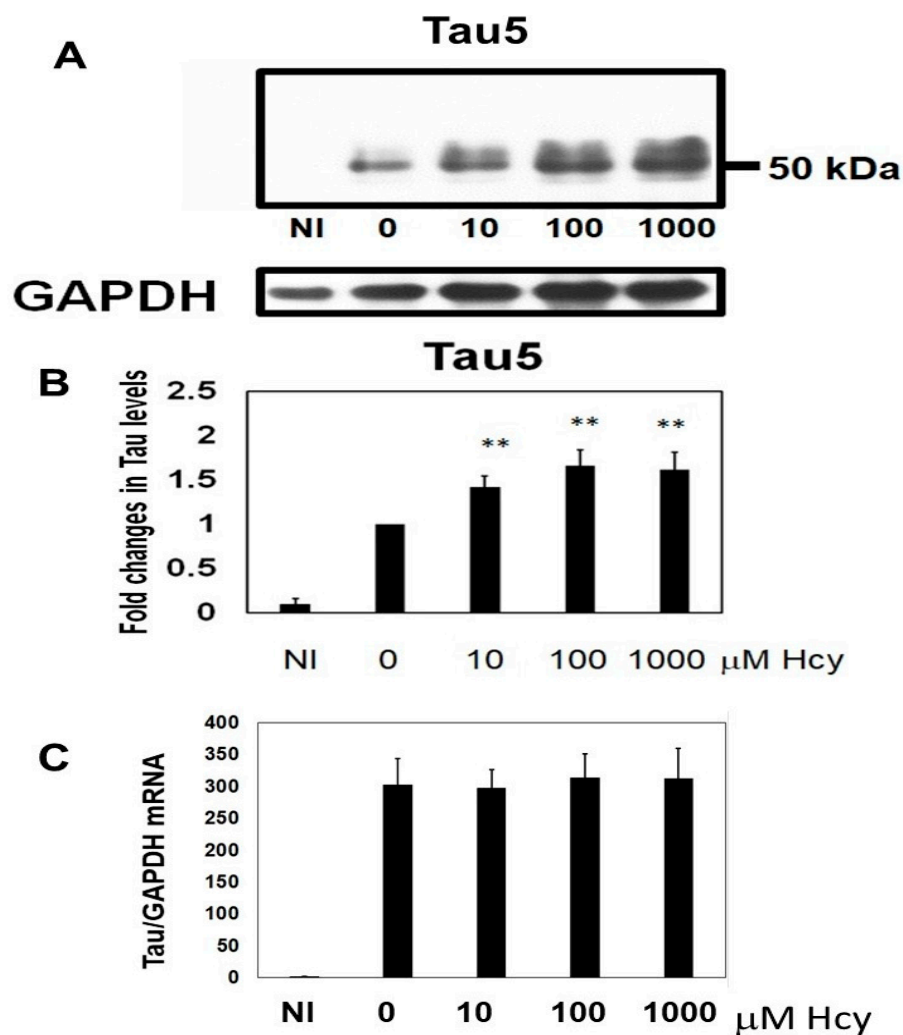 A
Tau5
50 kDa
NI 0 10 100 1000
GAPDH
B
Tau5
Fold changes in Tau levels
2.5
2
1.5
1
0.5
0
** ** **
NI 0 10 100 1000 μM Hcy
C
Tau/GAPDH mRNA
400
350
300
250
200
150
100
50
0
NI 0 10 100 1000 μM Hcy